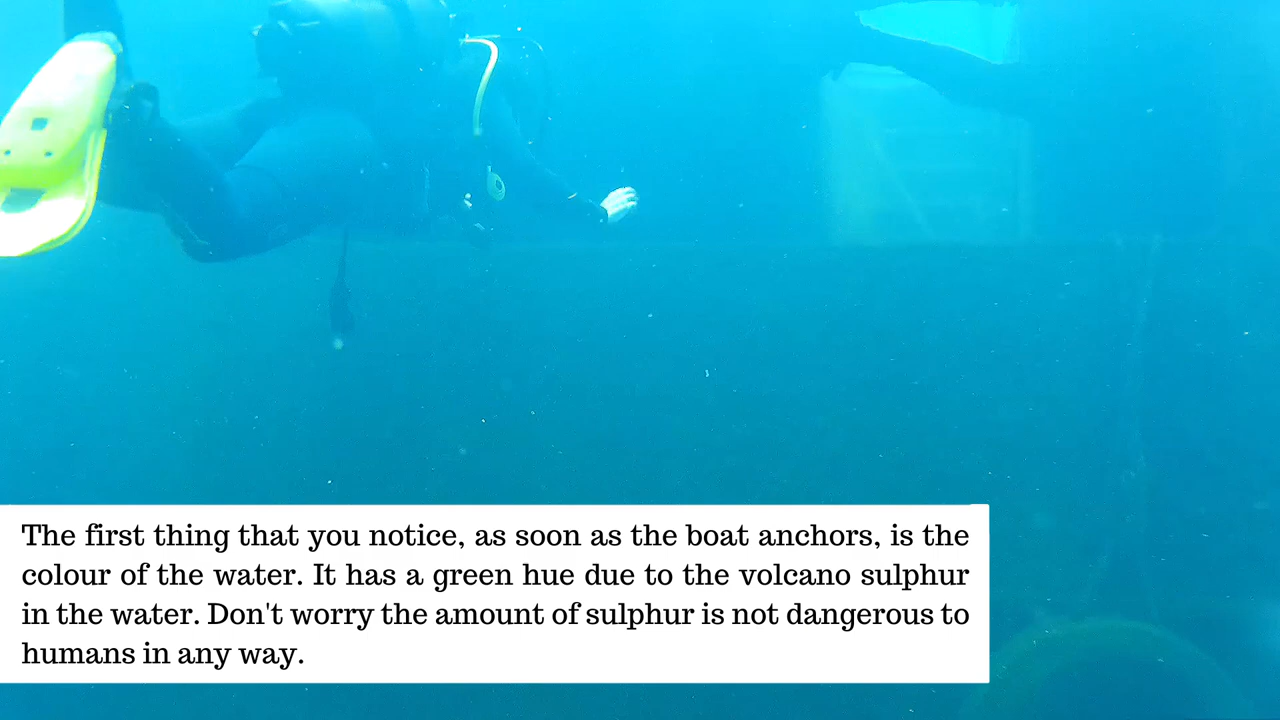 The first thing that you notice, as soon as the boat anchors, is the
colour of the water. It has a green hue due to the volcano sulphur
in the water. Don't worry the amount of sulphur is not dangerous to
humans in any way.